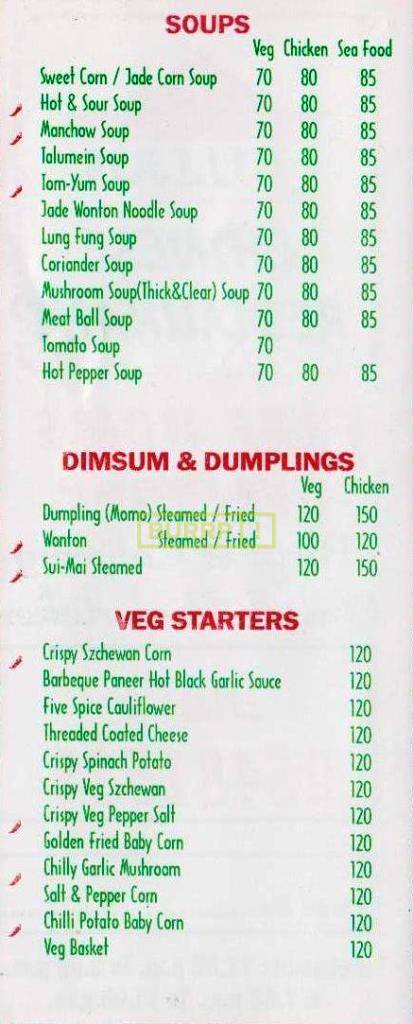 SOUPS
Veg Chicken Sea Food
Sweet Corn / Jade Corn Soup 70 80 85
Hot & Sour Soup 70 80 85
Manchow Soup 70 80 85
Talumein Soup 70 80 85
Tom-Yum Soup 70 80 85
Jade Wonton Noodle Soup 70 80 85
Lung Fung Soup 70 80 85
Coriander Soup 70 80 85
Mushroom Soup(Thick&Clear) Soup 70 80 85
Meat Ball Soup 70 80 85
Tomato Soup 70
Hot Pepper Soup 70 80 85
DIMSUM & DUMPLINGS
Veg Chicken
Dumpling (Momo) Steamed / Fried 120 150
Wonton Steamed / Fried 100 120
Sui-Mai Steamed 120 150
VEG STARTERS
Crispy Szchewan Corn 120
Barbeque Paneer Hot Black Garlic Sauce 120
Five Spice Cauliflower 120
Threaded Coated Cheese 120
Crispy Spinach Potato 120
Crispy Veg Szchewan 120
Crispy Veg Pepper Salt 120
Golden Fried Baby Corn 120
Chilly Garlic Mushroom 120
Salt & Pepper Corn 120
Chilli Potato Baby Corn 120
Veg Basket 120